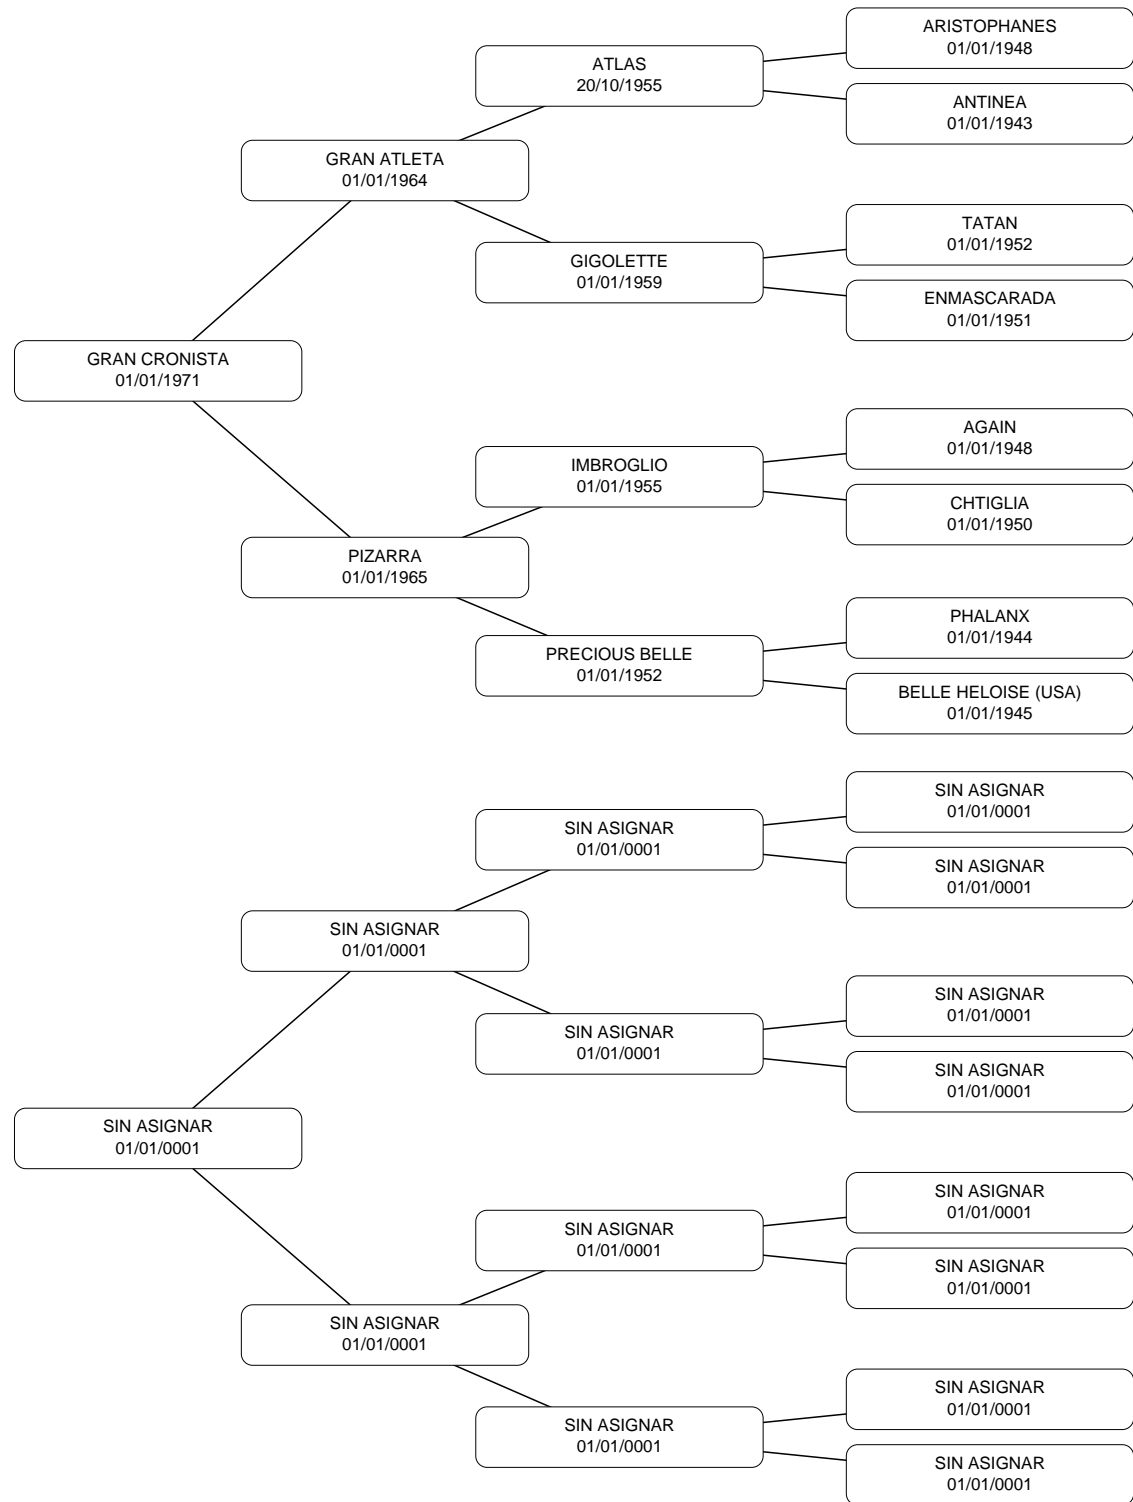 ARISTOPHANES
01/01/1948
ATLAS
20/10/1955
ANTINEA
01/01/1943
GRAN ATLETA
01/01/1964
TATAN
01/01/1952
GIGOLETTE
01/01/1959
ENMASCARADA
01/01/1951
GRAN CRONISTA
01/01/1971
AGAIN
01/01/1948
IMBROGLIO
01/01/1955
CHTIGLIA
01/01/1950
PIZARRA
01/01/1965
PHALANX
01/01/1944
PRECIOUS BELLE
01/01/1952
BELLE HELOISE (USA)
01/01/1945
SIN ASIGNAR
01/01/0001
SIN ASIGNAR
01/01/0001
SIN ASIGNAR
01/01/0001
SIN ASIGNAR
01/01/0001
SIN ASIGNAR
01/01/0001
SIN ASIGNAR
01/01/0001
SIN ASIGNAR
01/01/0001
SIN ASIGNAR
01/01/0001
SIN ASIGNAR
01/01/0001
SIN ASIGNAR
01/01/0001
SIN ASIGNAR
01/01/0001
SIN ASIGNAR
01/01/0001
SIN ASIGNAR
01/01/0001
SIN ASIGNAR
01/01/0001
SIN ASIGNAR
01/01/0001